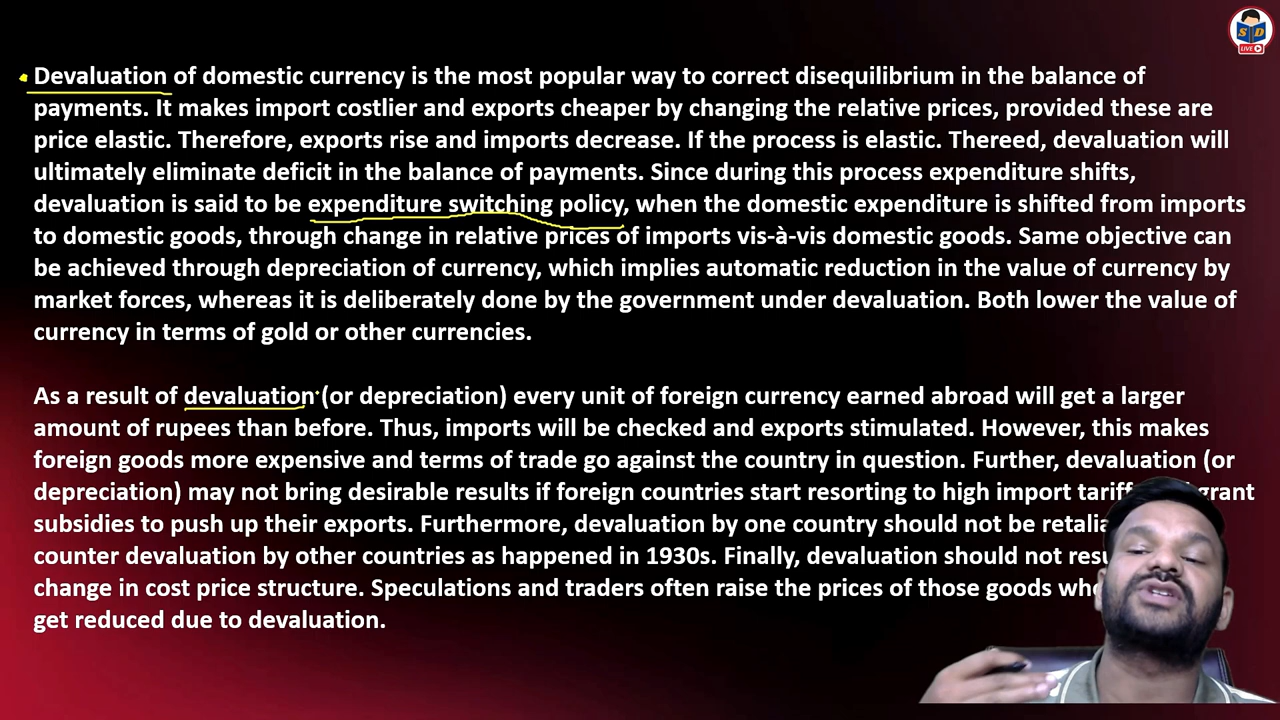 S D
LIVE
Devaluation of domestic currency is the most popular way to correct disequilibrium in the balance of
payments. It makes import costlier and exports cheaper by changing the relative prices, provided these are
price elastic. Therefore, exports rise and imports decrease. If the process is elastic. Thereed, devaluation will
ultimately eliminate deficit in the balance of payments. Since during this process expenditure shifts,
devaluation is said to be expenditure switching policy, when the domestic expenditure is shifted from imports
to domestic goods, through change in relative prices of imports vis-à-vis domestic goods. Same objective can
be achieved through depreciation of currency, which implies automatic reduction in the value of currency by
market forces, whereas it is deliberately done by the government under devaluation. Both lower the value of
currency in terms of gold or other currencies.
As a result of devaluation (or depreciation) every unit of foreign currency earned abroad will get a larger
amount of rupees than before. Thus, imports will be checked and exports stimulated. However, this makes
foreign goods more expensive and terms of trade go against the country in question. Further, devaluation (or
depreciation) may not bring desirable results if foreign countries start resorting to high import grant
subsidies to push up their exports. Furthermore, devaluation by one country should not be
counter devaluation by other countries as happened in 1930s. Finally, devaluation should not
change in cost price structure. Speculations and traders often raise the prices of those goods
get reduced due to devaluation.